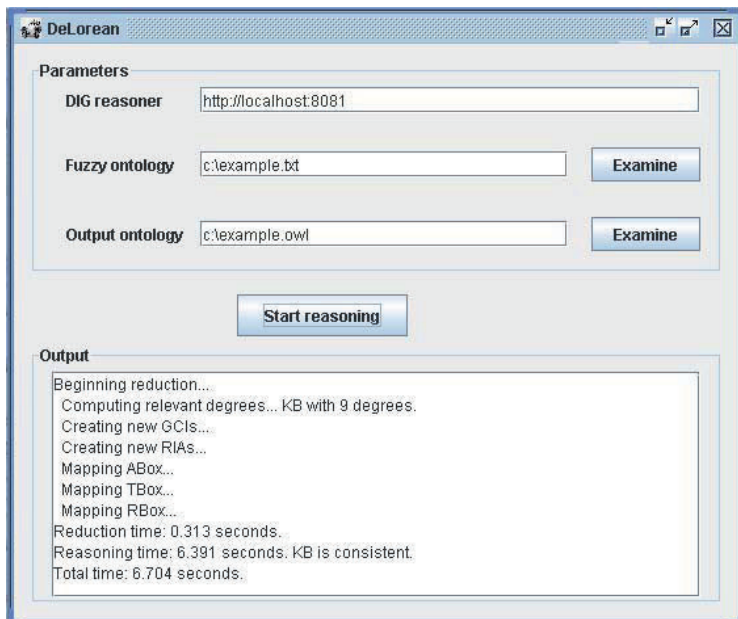 DeLorean
Parameters
DIG reasoner http://localhost:8081
Fuzzy ontology c:\example.txt Examine
Output ontology c:\example.owl Examine
Start reasoning
Output
Beginning reduction...
Computing relevant degrees... KB with 9 degrees.
Creating new GCIs...
Creating new RIAs...
Mapping ABox...
Mapping TBox...
Mapping RBox...
Reduction time: 0.313 seconds.
Reasoning time: 6.391 seconds. KB is consistent.
Total time: 6.704 seconds.